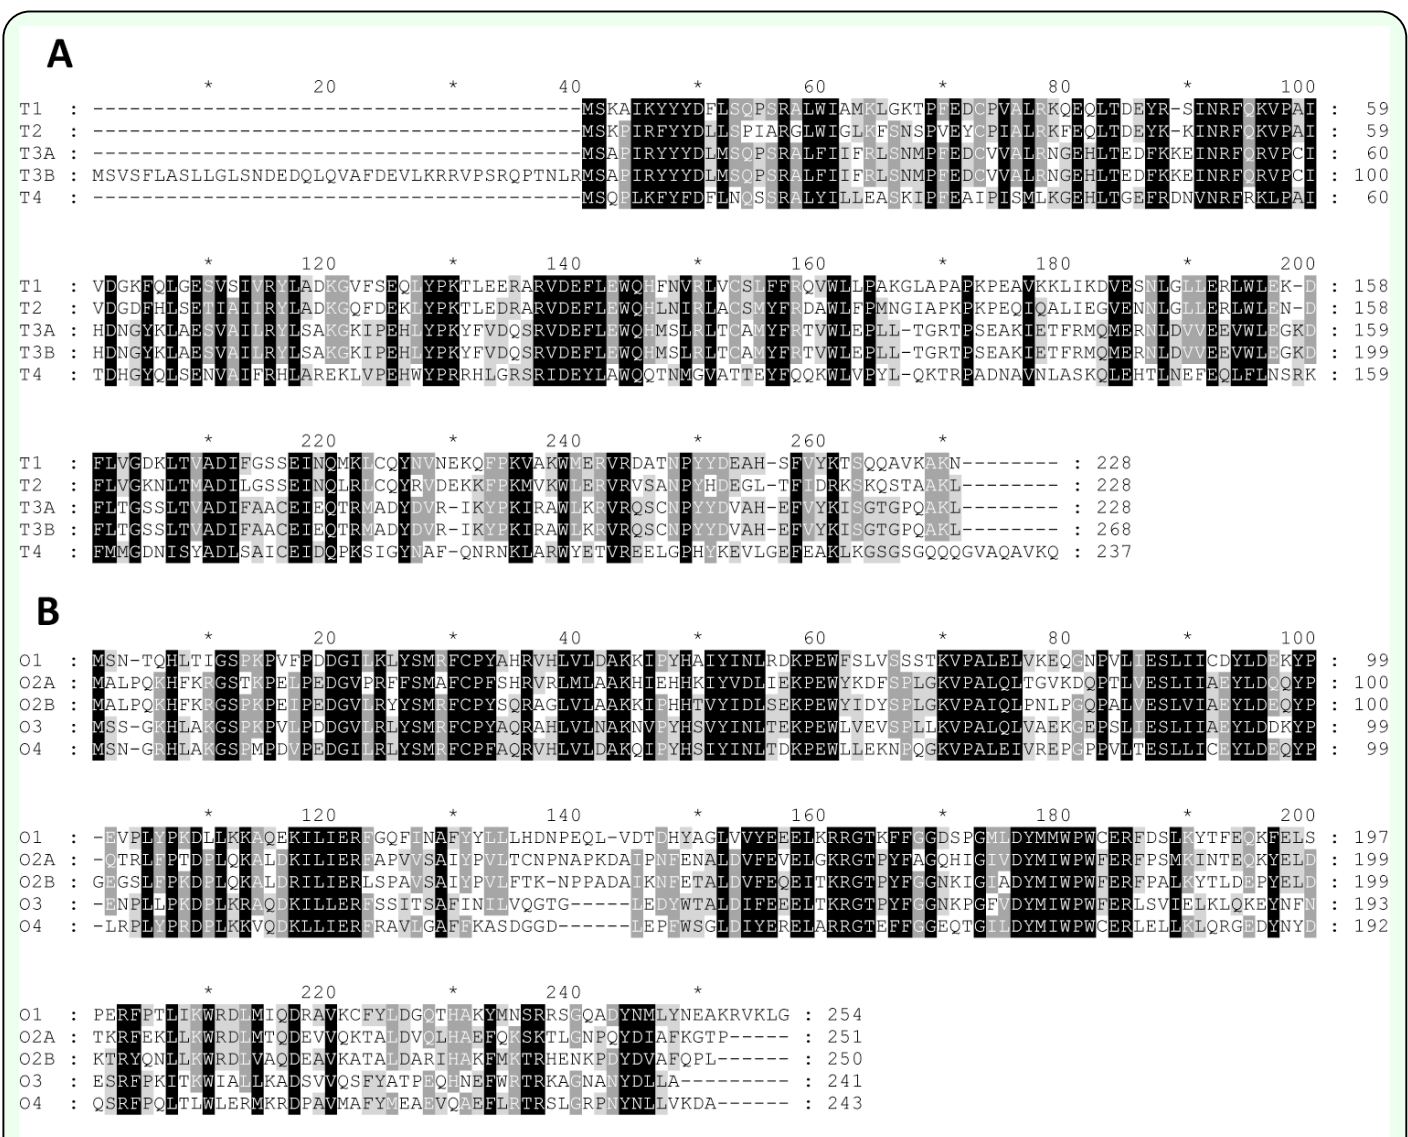 A
* 20 * 40 * 60 * 80 * 100
T1 : ----------------------------------------MSKAIKYYYDFLSQPSRALWIAMKLGKTPFEDCPVALRKQEQLTDEYR-SINRFQKVPAI : 59
T2 : ----------------------------------------MSKPIRFYYDLLSPIARGLWIGLKFSNSPVEYCPIALRKFEQLTDEYK-KINRFQKVPAI : 59
T3A : ----------------------------------------MSAPIRYYYDLMSQPSRALFIIFRLSNMPFEDCVVALRNGEHLTEDFKKEINRFQRVPCI : 60
T3B : MSVSFLASLLGLSNDEDQLQVAFDEVLKRRVPSRQPTNLRMSAPIRYYYDLMSQPSRALFIIFRLSNMPFEDCVVALRNGEHLTEDFKKEINRFQRVPCI : 100
T4 : ----------------------------------------MSQPLKFYFDFLNQSSRALYILLEASKIPFEAIPISMLKGEHLTGEFRDNVNRFRKLPAI : 60
* 120 * 140 * 160 * 180 * 200
T1 : VDGKFQLGESVSIVRYLADKGVFSEQLYPKTLEERARVDEFLEWQHFNVRLVCSLFFRQVWLLPAKGLAPAPKPEAVKKLIKDVESNLGLLERLWLEK-D : 158
T2 : VDGDFHLSETIAIIRYLADKGQFDEKLYPKTLEDRARVDEFLEWQHLNIRLACSMYFRDAWLFPMNGIAPKPKPEQIQALIEGVENNLGLLERLWLEN-D : 158
T3A : HDNGYKLAESVAILRYLSAKGKIPEHLYPKYFVDQSRVDEFLEWQHMSLRLTCAMYFRTVWLEPLL-TGRTPSEAKIETFRMQMERNLDVVEEVWLEGKD : 159
T3B : HDNGYKLAESVAILRYLSAKGKIPEHLYPKYFVDQSRVDEFLEWQHMSLRLTCAMYFRTVWLEPLL-TGRTPSEAKIETFRMQMERNLDVVEEVWLEGKD : 199
T4 : TDHGYQLSENVAIFRHLAREKLVPEHWYPRRHLGRSRIDEYLAWQQTNMGVATTEYFQQKWLVPYL-QKTRPADNAVNLASKQLEHTLNEFEQLFLNSRK : 159
* 220 * 240 * 260 *
T1 : FLVGDKLTVADIFGSSEINQMKLCQYNVNEKQFPKVAKWMERVRDATNPYYDEAH-SFVYKTSQQAVKAKN-------- : 228
T2 : FLVGKNLTMADILGSSEINQLRLCQYRVDEKKFPKMVKWLERVRVSANPYHDEGL-TFIDRKSKQSTAAKL-------- : 228
T3A : FLTGSSLTVADIFAACEIEQTRMADYDVR-IKYPKIRAWLKRVRQSCNPYYDVAH-EFVYKISGTGPQAKL-------- : 228
T3B : FLTGSSLTVADIFAACEIEQTRMADYDVR-IKYPKIRAWLKRVRQSCNPYYDVAH-EFVYKISGTGPQAKL-------- : 268
T4 : FMMGDNISYADLSAICEIDQPKSIGYNAF-QNRNKLARWYETVREELGPHYKEVLGEFEAKLKGSGSGQQQGVAQAVKQ : 237
B
* 20 * 40 * 60 * 80 * 100
O1 : MSN-TQHLTIGSPKPVFPDDGILKLYSMRFCPYAHRVHLVLDAKKIPYHAIYINLRDKPEWFSLVSSSTKVPALELVKEQGNPVLIESLIICDYLDEKYP : 99
O2A : MALPQKHFKRGSTKPELPEDGVPRFFSMAFCPFSHRVRLMLAAKHIEHHKIYVDLIEKPEWYKDFSPLGKVPALQLTGVKDQPTLVESLIIAEYLDQQYP : 100
O2B : MALPQKHFKRGSPKPEIPEDGVLRYYSMRFCPYSQRAGLVLAAKKIPHHTVYIDLSEKPEWYIDYSPLGKVPAIQLPNLPGQPALVESLVIAEYLDEQYP : 100
O3 : MSS-GKHLAKGSPKPVLPDDGVLRLYSMRFCPYAQRAHLVLNAKNVPYHSVYINLTEKPEWLVEVSPLLKVPALQLVAEKGEPSLIESLIIAEYLDDKYP : 99
O4 : MSN-GRHLAKGSPMPDVPEDGILRLYSMRFCPFAQRVHLVLDAKQIPYHSIYINLTDKPEWLLEKNPQGKVPALEIVREPGPPVLTESLLICEYLDEQYP : 99
* 120 * 140 * 160 * 180 * 200
O1 : -EVPLYPKDLLKKAQEKILIERFGQFINAFYYLLLHDNPEQL-VDTDHYAGLVVYEEELKRRGTKFFGGDSPGMLDYMMWPWCERFDSLKYTFEQKFELS : 197
O2A : -QTRLFPTDPLQKALDKILIERFAPVVSAIYPVLTCNPNAPKDAIPNFENALDVFEVELGKRGTPYFAGQHIGIVDYMIWPWFERFPSMKINTEQKYELD : 199
O2B : GEGSLFPKDPLQKALDRILIERLSPAVSAIYPVLFTK-NPPADAIKNFETALDVFEQEITKRGTPYFGGNKIGIADYMIWPWFERFPALKYTLDEPYELD : 199
O3 : -ENPLLPKDPLKRAQDKILLERFSSITSAFINILVQGTG-----LEDYWTALDIFEEELTKRGTPYFGGNKPGFVDYMIWPWFERLSVIELKLQKEYNFN : 193
O4 : -LRPLYPRDPLKKVQDKLLIERFRAVLGAFFKASDGGD------LEPFWSGLDIYERELARRGTEFFGGEQTGILDYMIWPWCERLELLKLQRGEDYNYD : 192
* 220 * 240 *
O1 : PERFPTLIKWRDLMIQDRAVKCFYLDGQTHAKYMNSRRSGQADYNMLYNEAKRVKLG : 254
O2A : TKRFEKLLKWRDLMTQDEVVQKTALDVQLHAEFQKSKTLGNPQYDIAFKGTP----- : 251
O2B : KTRYQNLLKWRDLVAQDEAVKATALDARIHAKFMKTRHENKPDYDVAFQPL------ : 250
O3 : ESRFPKITKWIALLKADSVVQSFYATPEQHNEFWRTRKAGNANYDLLA--------- : 241
O4 : QSRFPQLTLWLERMKRDPAVMAFYMEAEVQAEFLRTRSLGRPNYNLLVKDA------ : 243